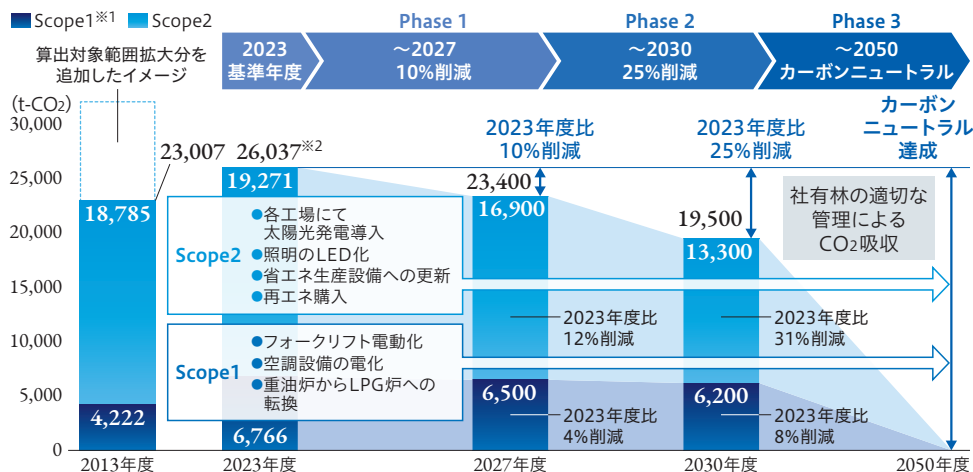 Scope1※1
Scope2
算出対象範囲拡大分を
追加したイメージ
Phase 1
Phase 2
Phase 3
2023
基準年度
～2027
10%削減
～2030
25%削減
～2050
カーボンニュートラル
(t-CO2)
30,000
25,000
20,000
15,000
10,000
5,000
0
23,007
18,785
4,222
26,037※2
19,271
6,766
2023年度比
10%削減
23,400
16,900
6,500
2023年度比
25%削減
19,500
13,300
6,200
カーボン
ニュートラル
達成
社有林の適切な
管理による
CO2吸収
Scope2
●各工場にて
太陽光発電導入
●照明のLED化
●省エネ生産設備への更新
●再エネ購入
Scope1
●フォークリフト電動化
●空調設備の電化
●重油炉からLPG炉への
転換
2023年度比
12%削減
2023年度比
31%削減
2023年度比
4%削減
2023年度比
8%削減
2013年度
2023年度
2027年度
2030年度
2050年度